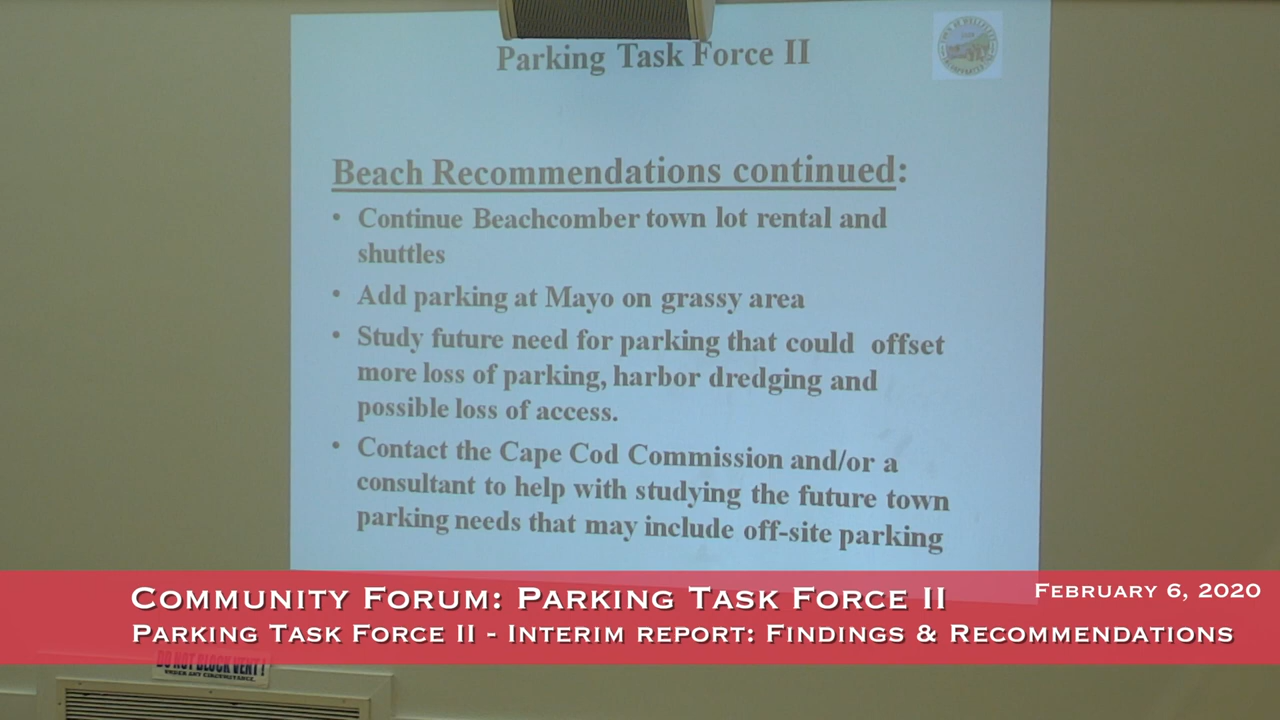 Parking Task Force II
Beach Recommendations continued:
• Continue Beachcomber town lot rental and
shuttles
• Add parking at Mayo on grassy area
• Study future need for parking that could offset
more loss of parking, harbor dredging and
possible loss of access.
• Contact the Cape Cod Commission and/or a
consultant to help with studying the future town
parking needs that may include off-site parking
Community Forum: Parking Task Force II
February 6, 2020
Parking Task Force II - Interim report: Findings & Recommendations
DO NOT BLOCK VENT!
UNDER ANY CIRCUMSTANCE.